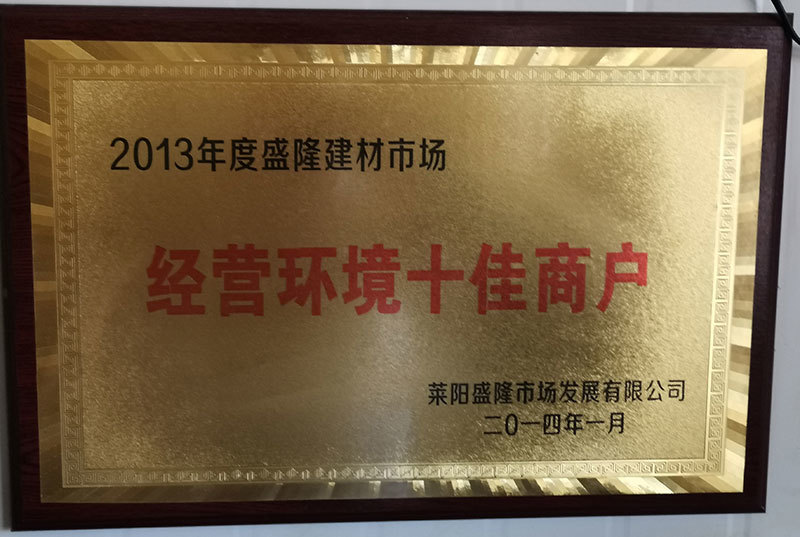 2013年度盛隆建材市场
经营环境十佳商户
莱阳盛隆市场发展有限公司
二0一四年一月